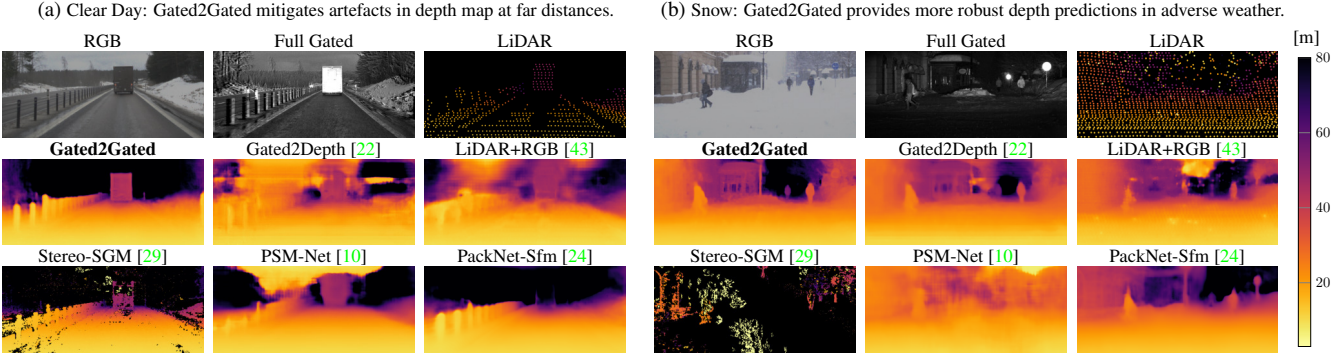 (a) Clear Day: Gated2Gated mitigates artefacts in depth map at far distances.
RGB Full Gated LiDAR
Gated2Gated Gated2Depth [22] LiDAR+RGB [43]
Stereo-SGM [29] PSM-Net [10] PackNet-Sfm [24]
(b) Snow: Gated2Gated provides more robust depth predictions in adverse weather.
RGB Full Gated LiDAR
Gated2Gated Gated2Depth [22] LiDAR+RGB [43]
Stereo-SGM [29] PSM-Net [10] PackNet-Sfm [24]
[m]
80
60
40
20